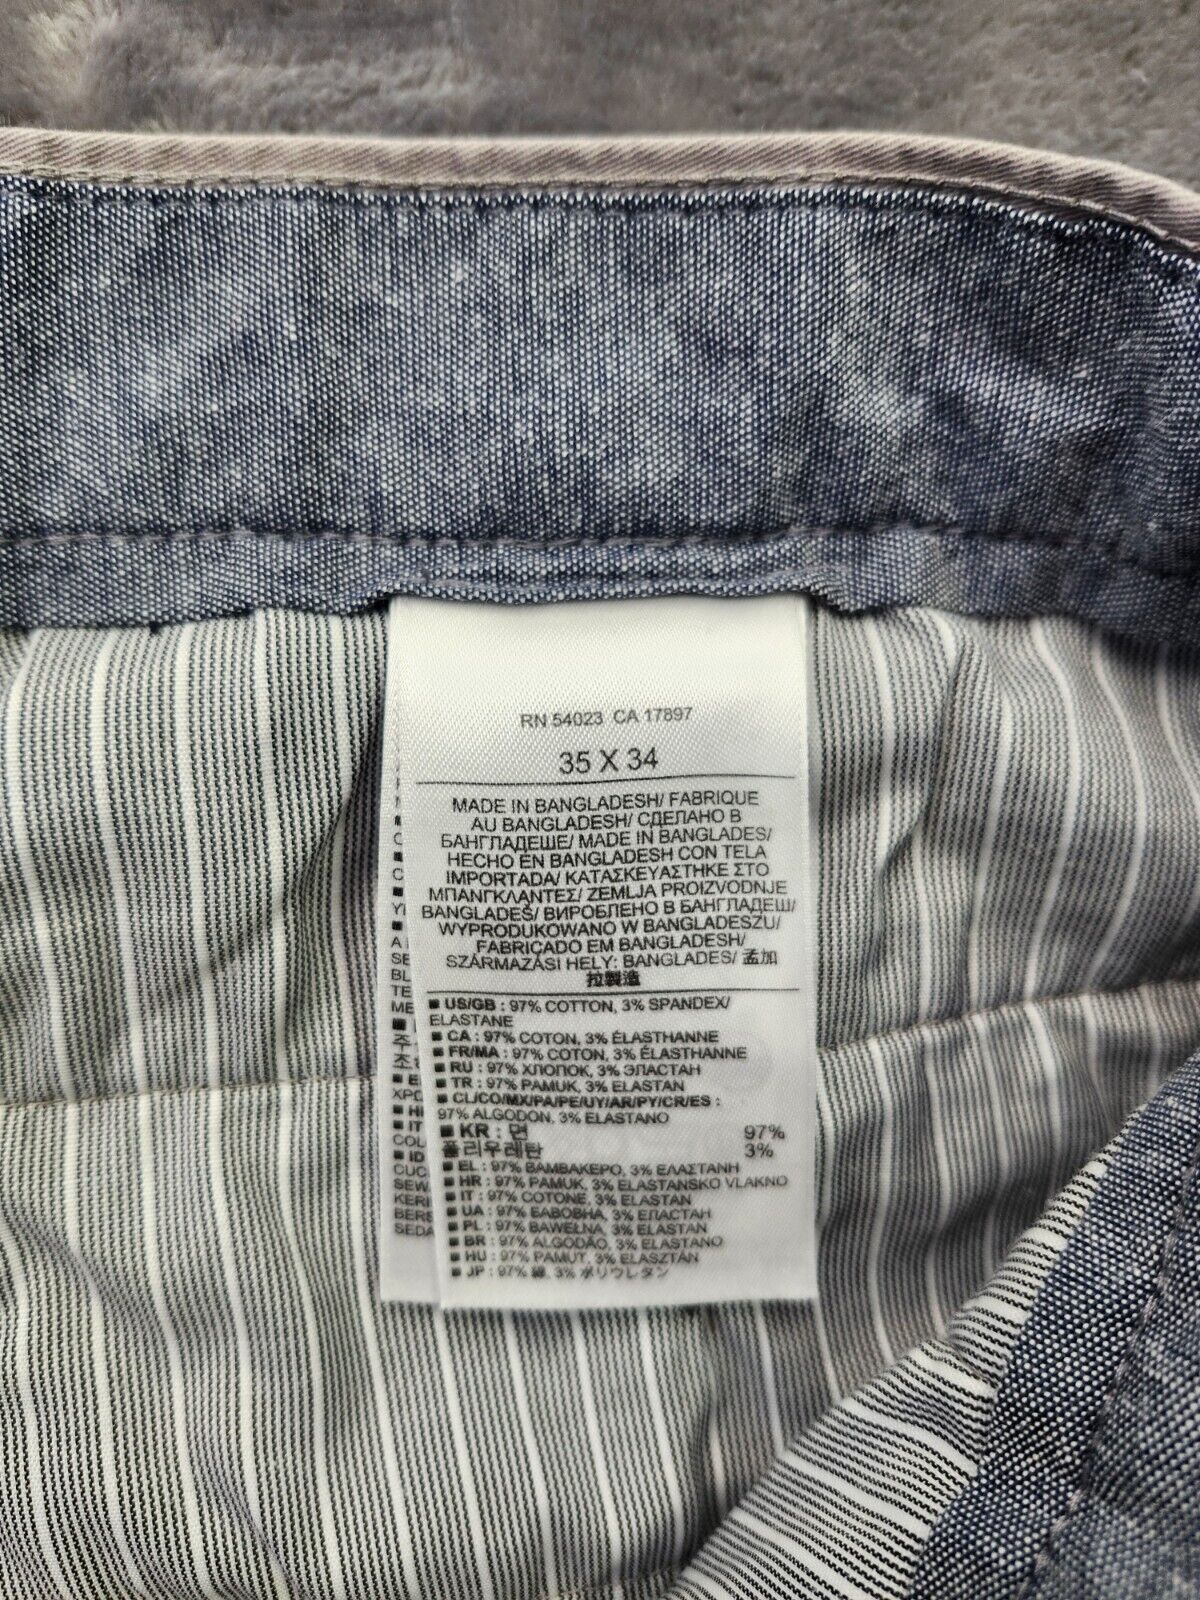 RN 54023 CA 17897
35 X 34
MADE IN BANGLADESH/ FABRIQUE
AU BANGLADESH/ СДЕЛАНО В
БАНГЛАДЕШЕ/ MADE IN BANGLADES/
HECHO EN BANGLADESH CON TELA
IMPORTADA/ ΚΑΤΑΣΚΕΥΑΣΤΗΚΕ ΣΤΟ
ΜΠΑΝΓΚΛΑΝΤΕΣ/ ZEMLJA PROIZVODNJE
BANGLADEŠ/ ВИРОБЛЕНО В БАНГЛАДЕШ/
WYPRODUKOWANO W BANGLADESZU/
FABRICADO EM BANGLADESH/
SZÁRMAZÁSI HELY: BANGLADES/ 孟加
拉製造
■ US/GB : 97% COTTON, 3% SPANDEX/
ELASTANE
■ CA : 97% COTON, 3% ÉLASTHANNE
■ FR/MA : 97% COTON, 3% ÉLASTHANNE
■ RU : 97% ХЛОПОК, 3% ЭЛАСТАН
■ TR : 97% PAMUK, 3% ELASTAN
■ CL/CO/MX/PA/PE/UY/AR/PY/CR/ES :
97% ALGODON, 3% ELASTANO
■ KR : 면 97%
폴리우레탄 3%
■ EL : 97% ΒΑΜΒΑΚΕΡΟ, 3% ΕΛΑΣΤΑΝΗ
■ HR : 97% PAMUK, 3% ELASTANSKO VLAKNO
■ IT : 97% COTONE, 3% ELASTAN
■ UA : 97% БАВОВНА, 3% ЕЛАСТАН
■ PL : 97% BAWEŁNA, 3% ELASTAN
■ BR : 97% ALGODÃO, 3% ELASTANO
■ HU : 97% PAMUT, 3% ELASZTÁN
■ JP : 97% 綿, 3% ポリウレタン